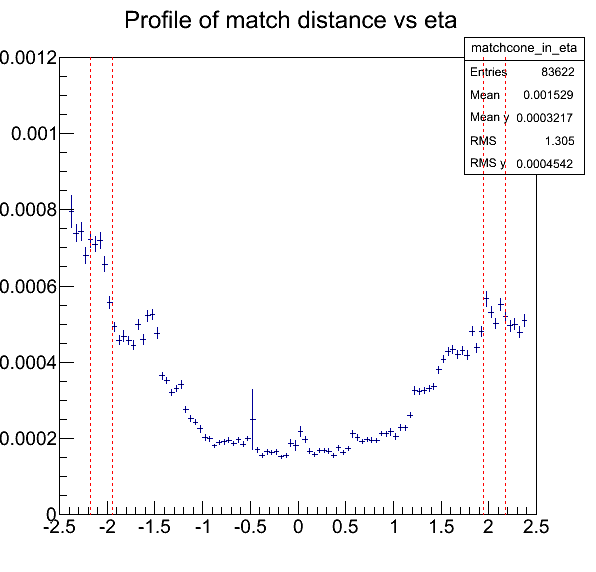 Profile of match distance vs eta
matchcone_in_eta
Entries 83622
Mean 0.001529
Mean y 0.0003217
RMS 1.305
RMS y 0.0004542
0.0012
0.001
0.0008
0.0006
0.0004
0.0002
0
-2.5 -2 -1.5 -1 -0.5 0 0.5 1 1.5 2 2.5